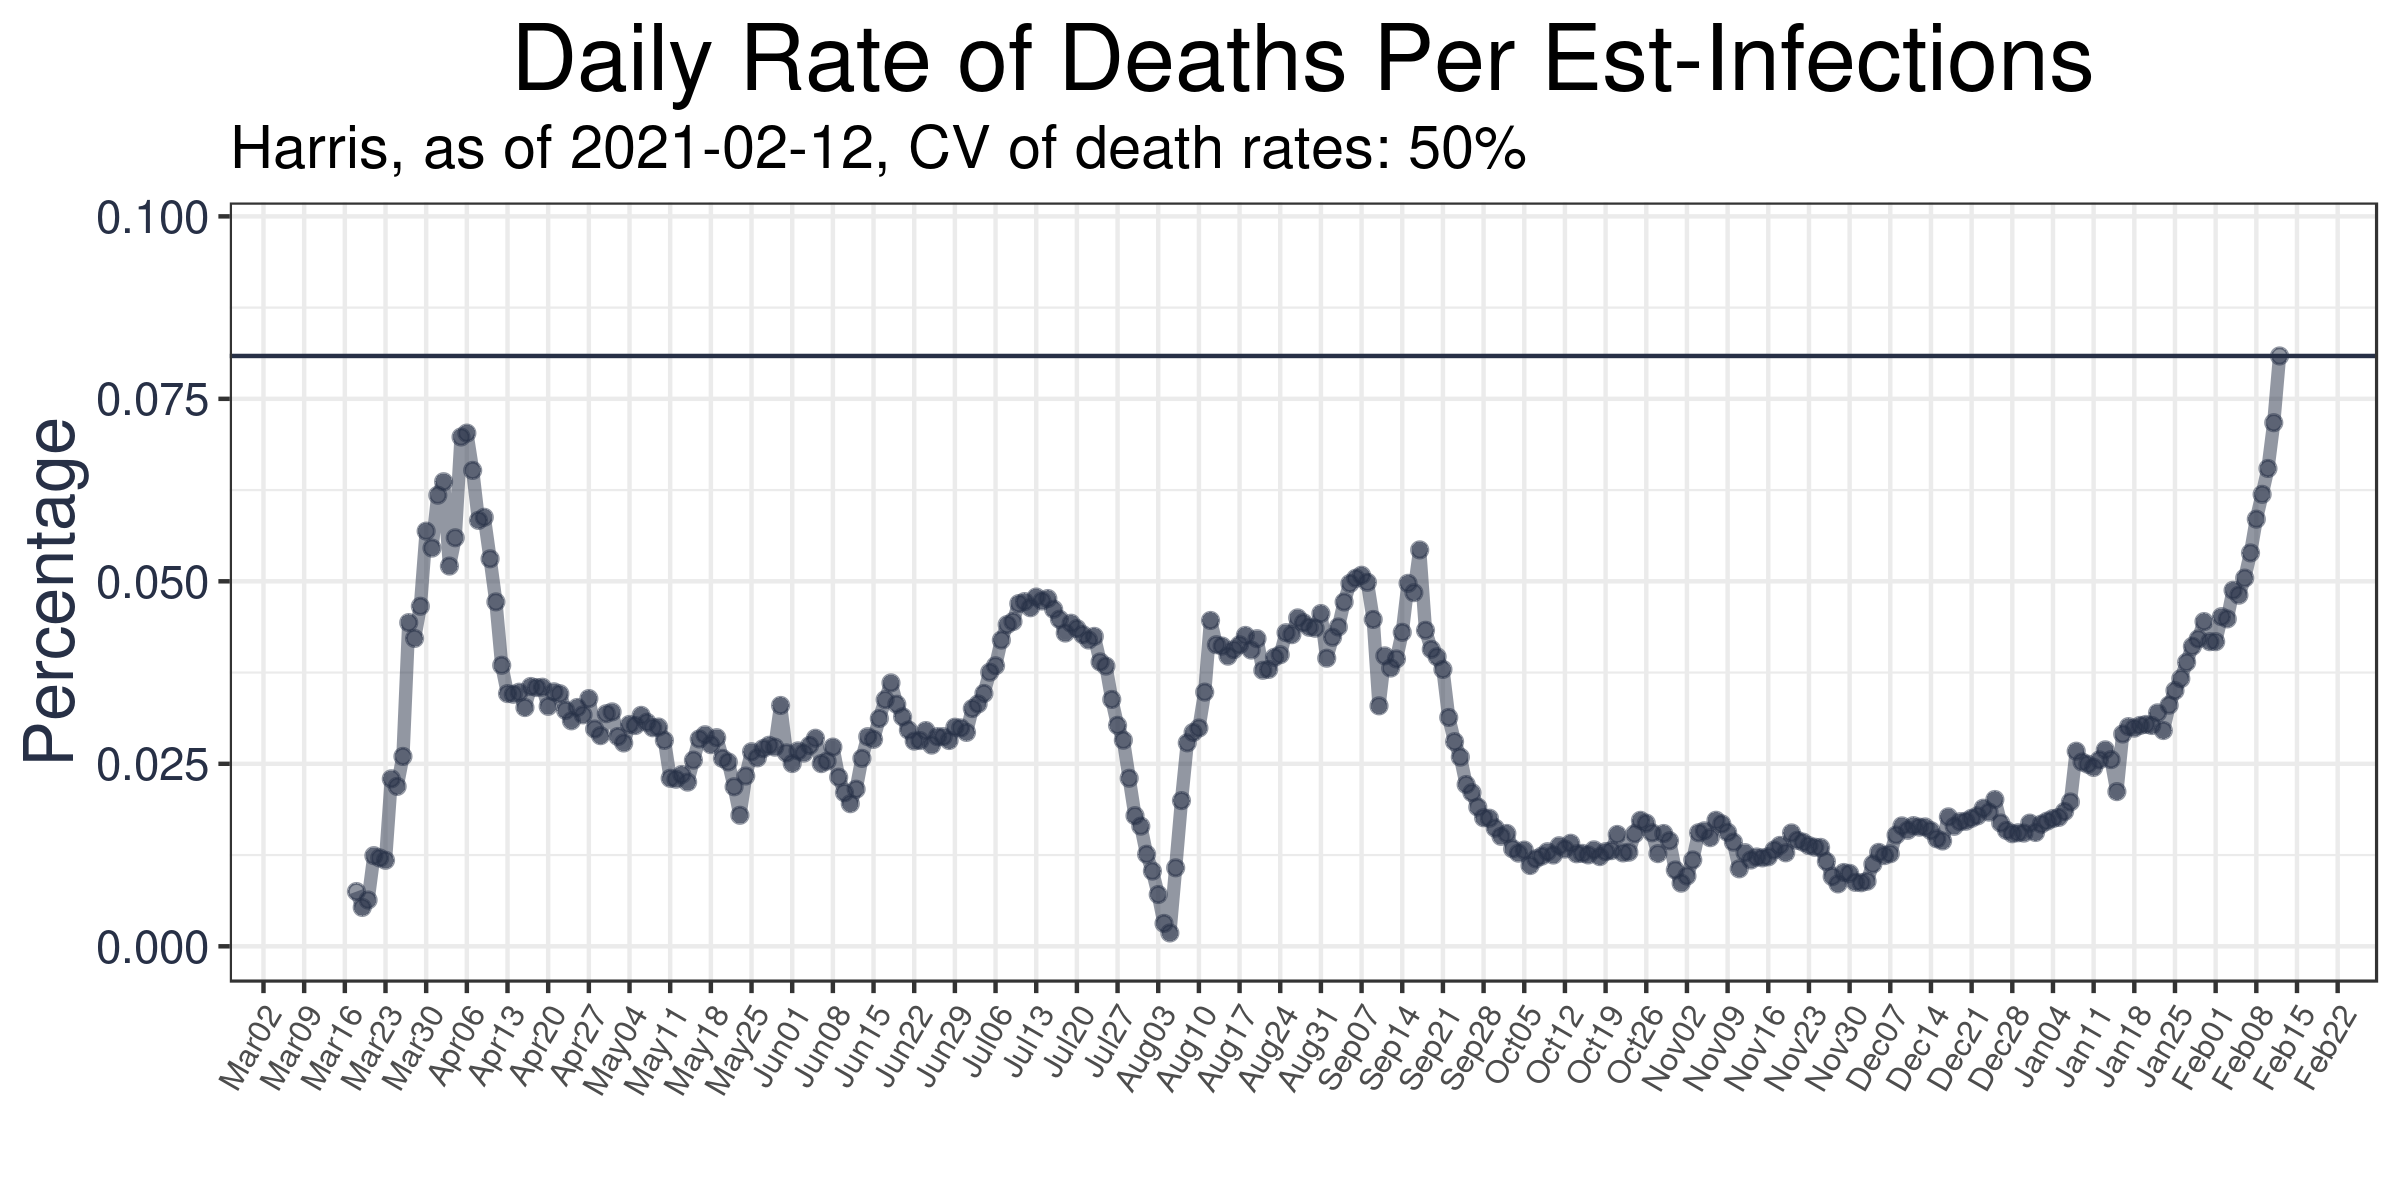 Daily Rate of Deaths Per Est-Infections
Harris, as of 2021-02-12, CV of death rates: 50%
Percentage
0.100
0.075
0.050
0.025
0.000
Mar02
Mar09
Mar16
Mar23
Mar30
Apr06
Apr13
Apr20
Apr27
May04
May11
May18
May25
Jun01
Jun08
Jun15
Jun22
Jun29
Jul06
Jul13
Jul20
Jul27
Aug03
Aug10
Aug17
Aug24
Aug31
Sep07
Sep14
Sep21
Sep28
Oct05
Oct12
Oct19
Oct26
Nov02
Nov09
Nov16
Nov23
Nov30
Dec07
Dec14
Dec21
Dec28
Jan04
Jan11
Jan18
Jan25
Feb01
Feb08
Feb15
Feb22